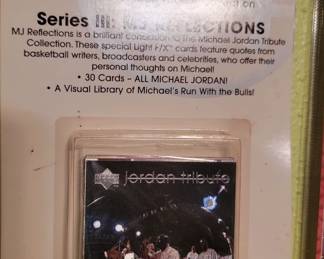 on
Series III: MJ REFLECTIONS
MJ Reflections is a brilliant conclusion to the Michael Jordan Tribute
Collection. These special Light F/X cards feature quotes from
basketball writers, broadcasters and celebrities, who offer their
personal thoughts on Michael!
• 30 Cards – ALL MICHAEL JORDAN!
• A Visual Library of Michael's Run With the Bulls!
jordan tribute